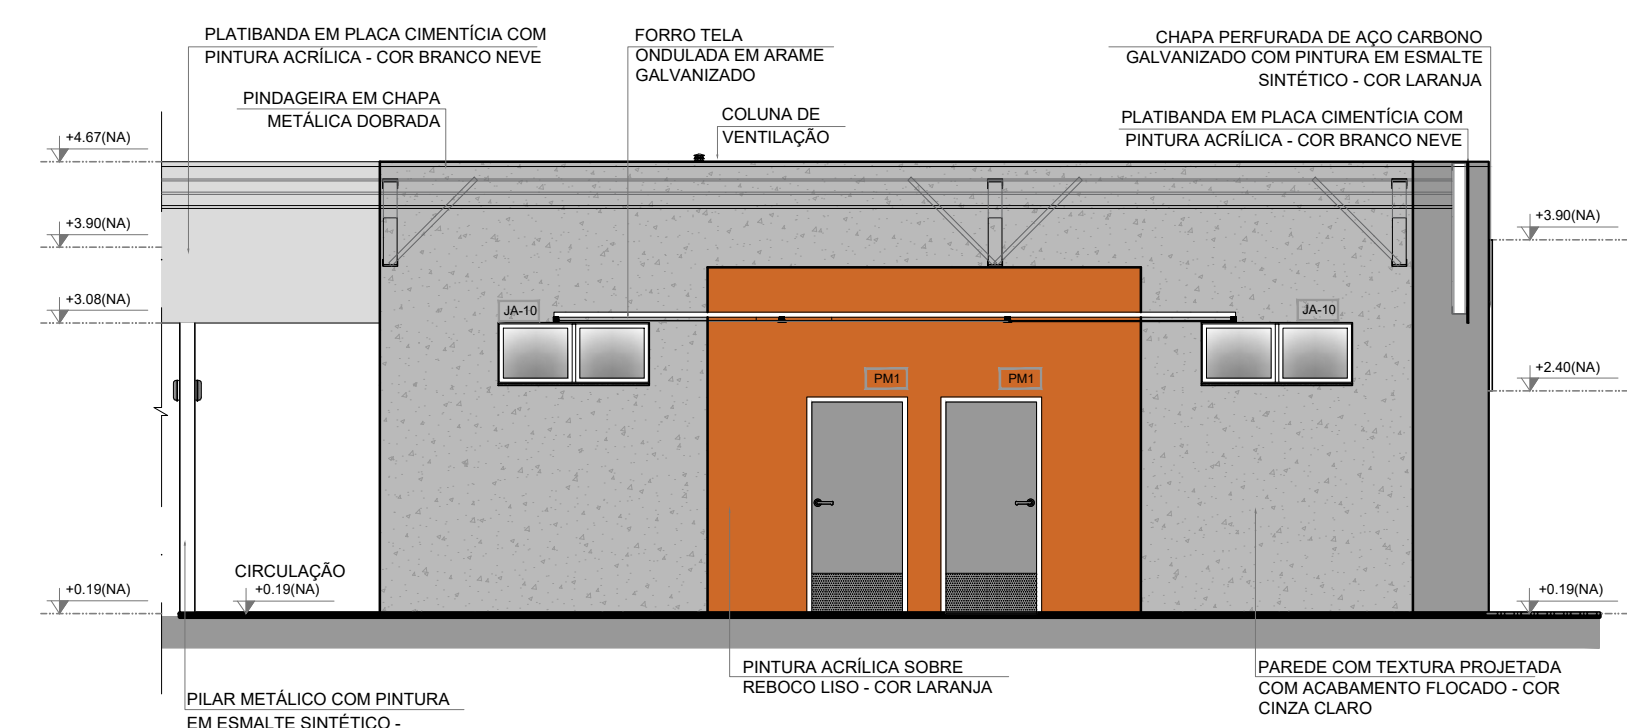 PLATIBANDA EM PLACA CIMENTÍCIA COM
PINTURA ACRÍLICA - COR BRANCO NEVE
FORRO TELA
ONDULADA EM ARAME
GALVANIZADO
CHAPA PERFURADA DE AÇO CARBONO
GALVANIZADO COM PINTURA EM ESMALTE
SINTÉTICO - COR LARANJA
PINDAGEIRA EM CHAPA
METÁLICA DOBRADA
COLUNA DE
VENTILAÇÃO
PLATIBANDA EM PLACA CIMENTÍCIA COM
PINTURA ACRÍLICA - COR BRANCO NEVE
+4.67(NA)
+3.90(NA)
+3.90(NA)
+3.08(NA)
JA-10
JA-10
+2.40(NA)
PM1
PM1
CIRCULAÇÃO
+0.19(NA)
+0.19(NA)
+0.19(NA)
PINTURA ACRÍLICA SOBRE
REBOCO LISO - COR LARANJA
PAREDE COM TEXTURA PROJETADA
COM ACABAMENTO FLOCADO - COR
CINZA CLARO
PILAR METÁLICO COM PINTURA
EM ESMALTE SINTÉTICO -